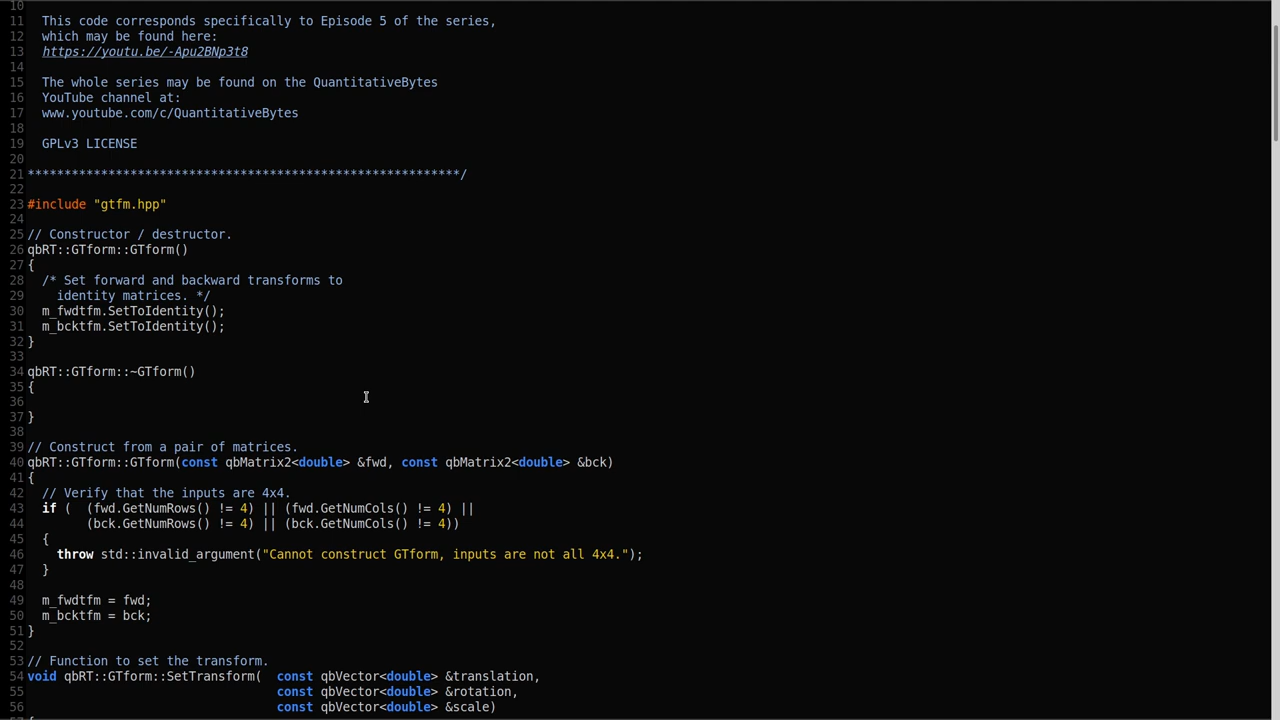 10
11 This code corresponds specifically to Episode 5 of the series,
12 which may be found here:
13 https://youtu.be/-Apu2BNp3t8
14
15 The whole series may be found on the QuantitativeBytes
16 YouTube channel at:
17 www.youtube.com/c/QuantitativeBytes
18
19 GPLv3 LICENSE
20
21 ***********************************************************/
22
23 #include "gtfm.hpp"
24
25 // Constructor / destructor.
26 qbRT::GTform::GTform()
27 {
28   /* Set forward and backward transforms to
29     identity matrices. */
30   m_fwdtfm.SetToIdentity();
31   m_bcktfm.SetToIdentity();
32 }
33
34 qbRT::GTform::~GTform()
35 {
36
37 }
38
39 // Construct from a pair of matrices.
40 qbRT::GTform::GTform(const qbMatrix2<double> &fwd, const qbMatrix2<double> &bck)
41 {
42   // Verify that the inputs are 4x4.
43   if (  (fwd.GetNumRows() != 4) || (fwd.GetNumCols() != 4) ||
44         (bck.GetNumRows() != 4) || (bck.GetNumCols() != 4))
45   {
46     throw std::invalid_argument("Cannot construct GTform, inputs are not all 4x4.");
47   }
48
49   m_fwdtfm = fwd;
50   m_bcktfm = bck;
51 }
52
53 // Function to set the transform.
54 void qbRT::GTform::SetTransform(  const qbVector<double> &translation,
55                                   const qbVector<double> &rotation,
56                                   const qbVector<double> &scale)